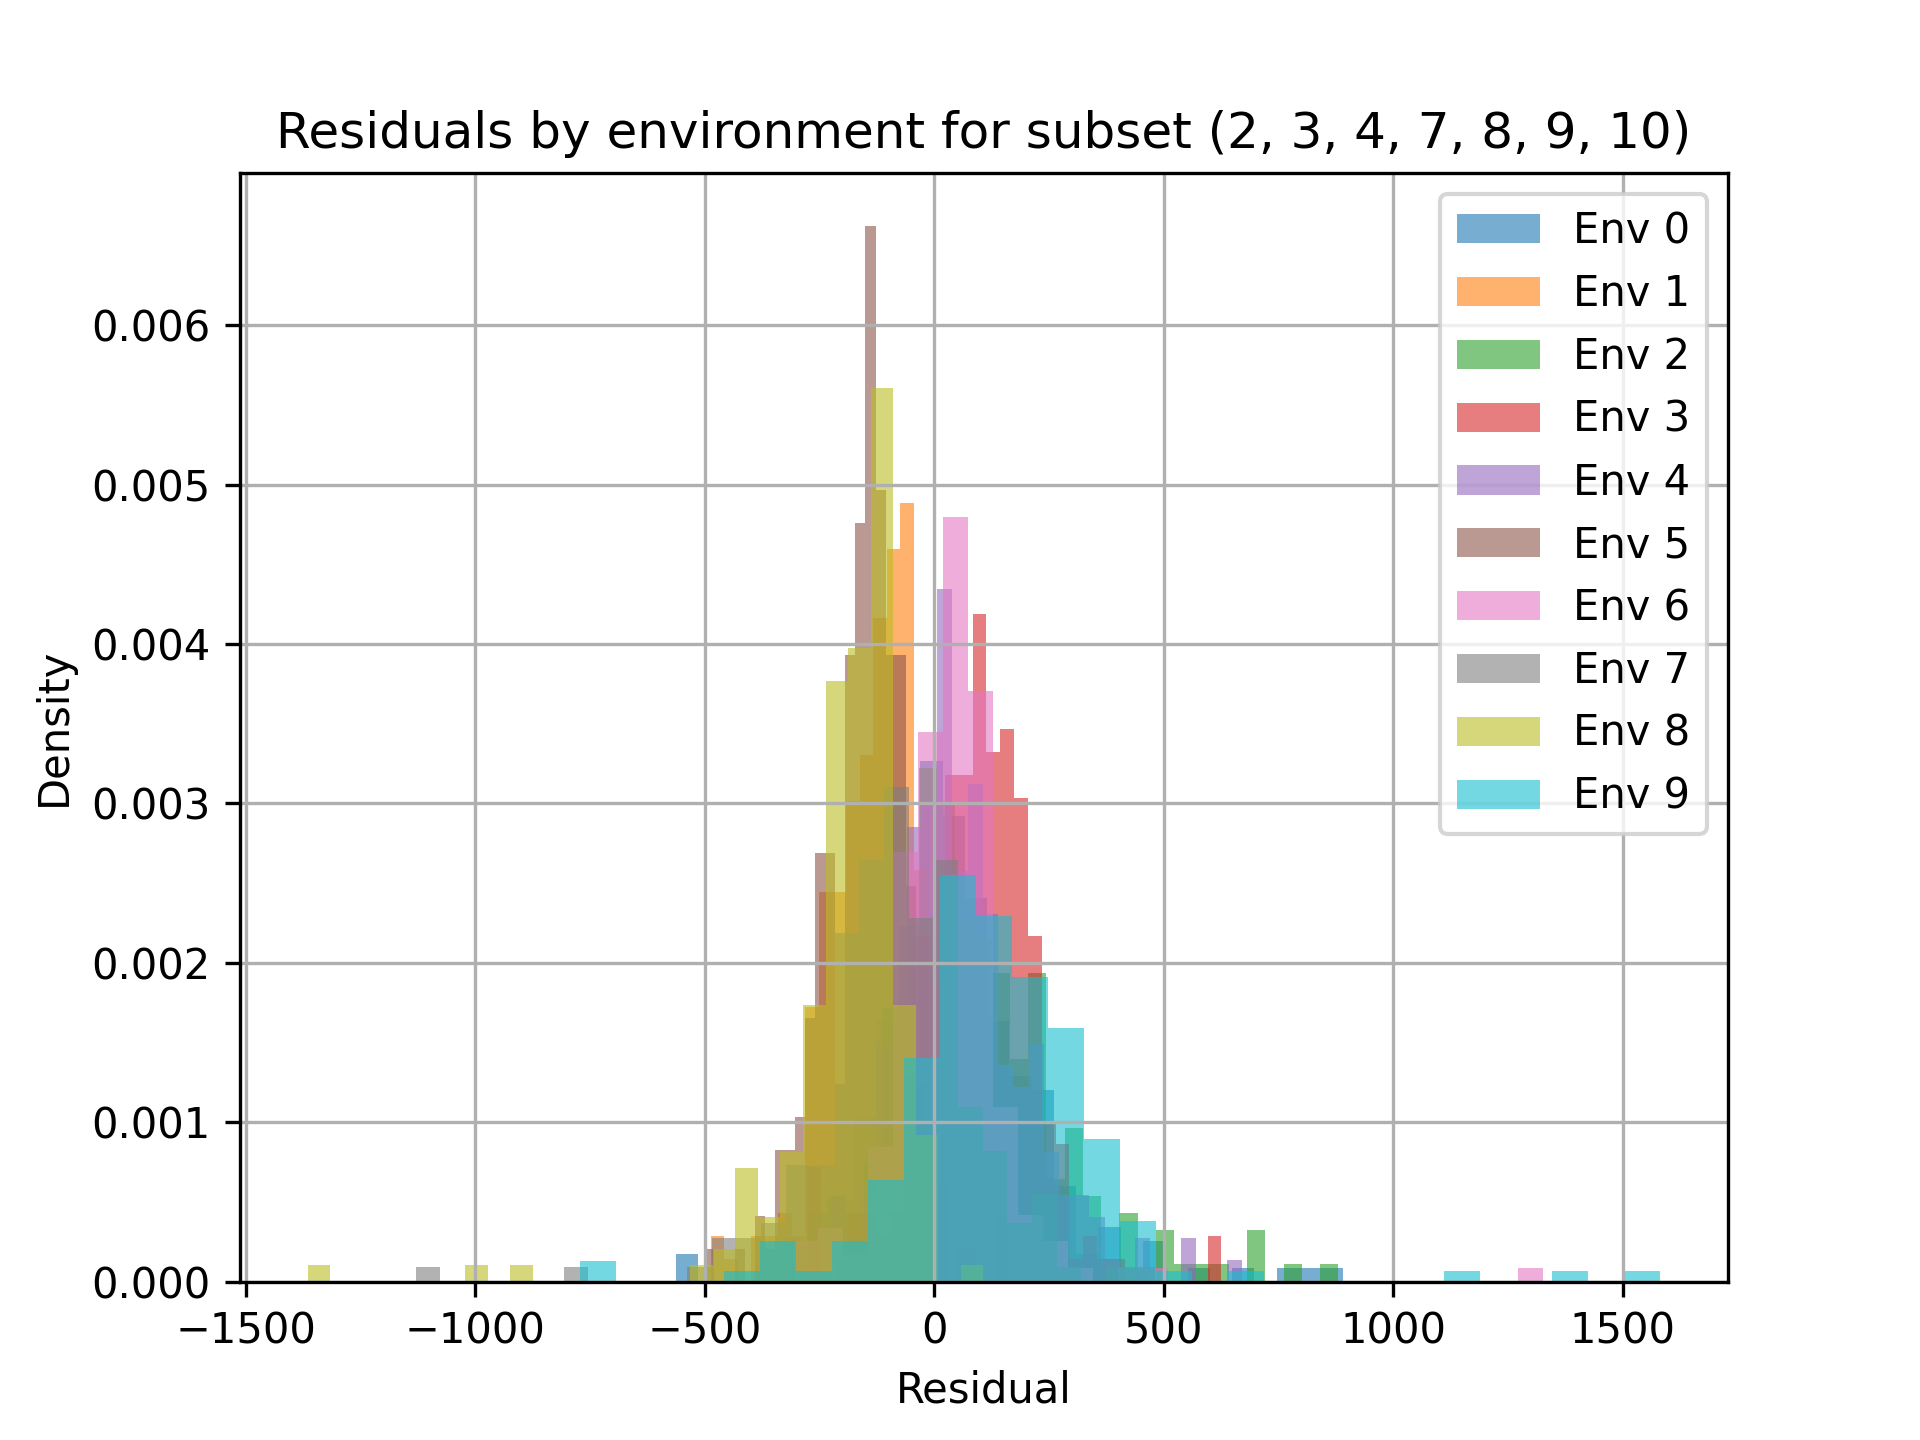 Residuals by environment for subset (2, 3, 4, 7, 8, 9, 10)
Env 0
Env 1
Env 2
Env 3
Env 4
Env 5
Env 6
Env 7
Env 8
Env 9
0.006
0.005
0.004
0.003
0.002
0.001
0.000
Density
−1500
−1000
−500
0
500
1000
1500
Residual